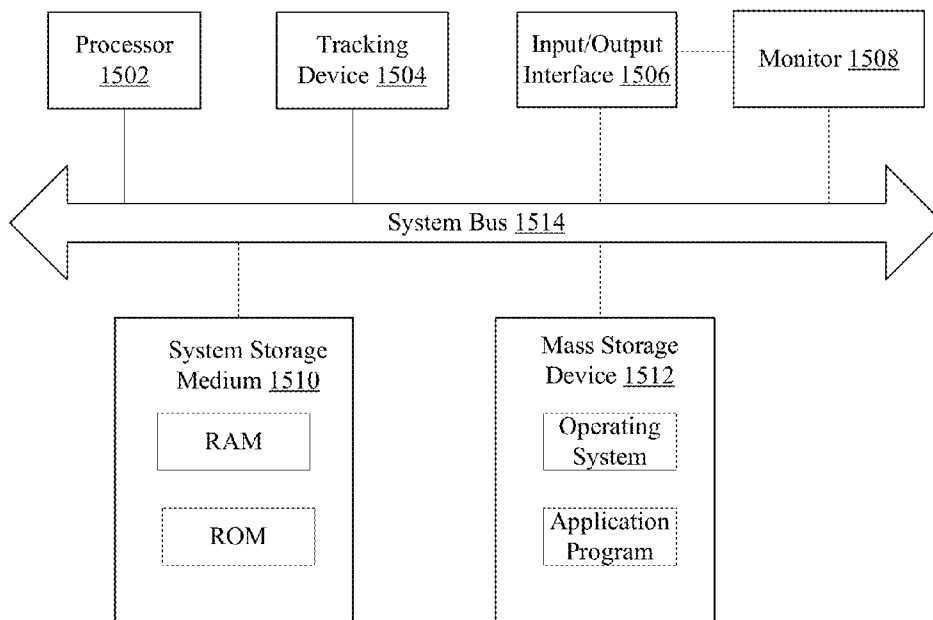 Processor
1502
Tracking
Device 1504
Input/Output
Interface 1506
Monitor 1508
System Bus 1514
System Storage
Medium 1510
RAM
ROM
Mass Storage
Device 1512
Operating
System
Application
Program